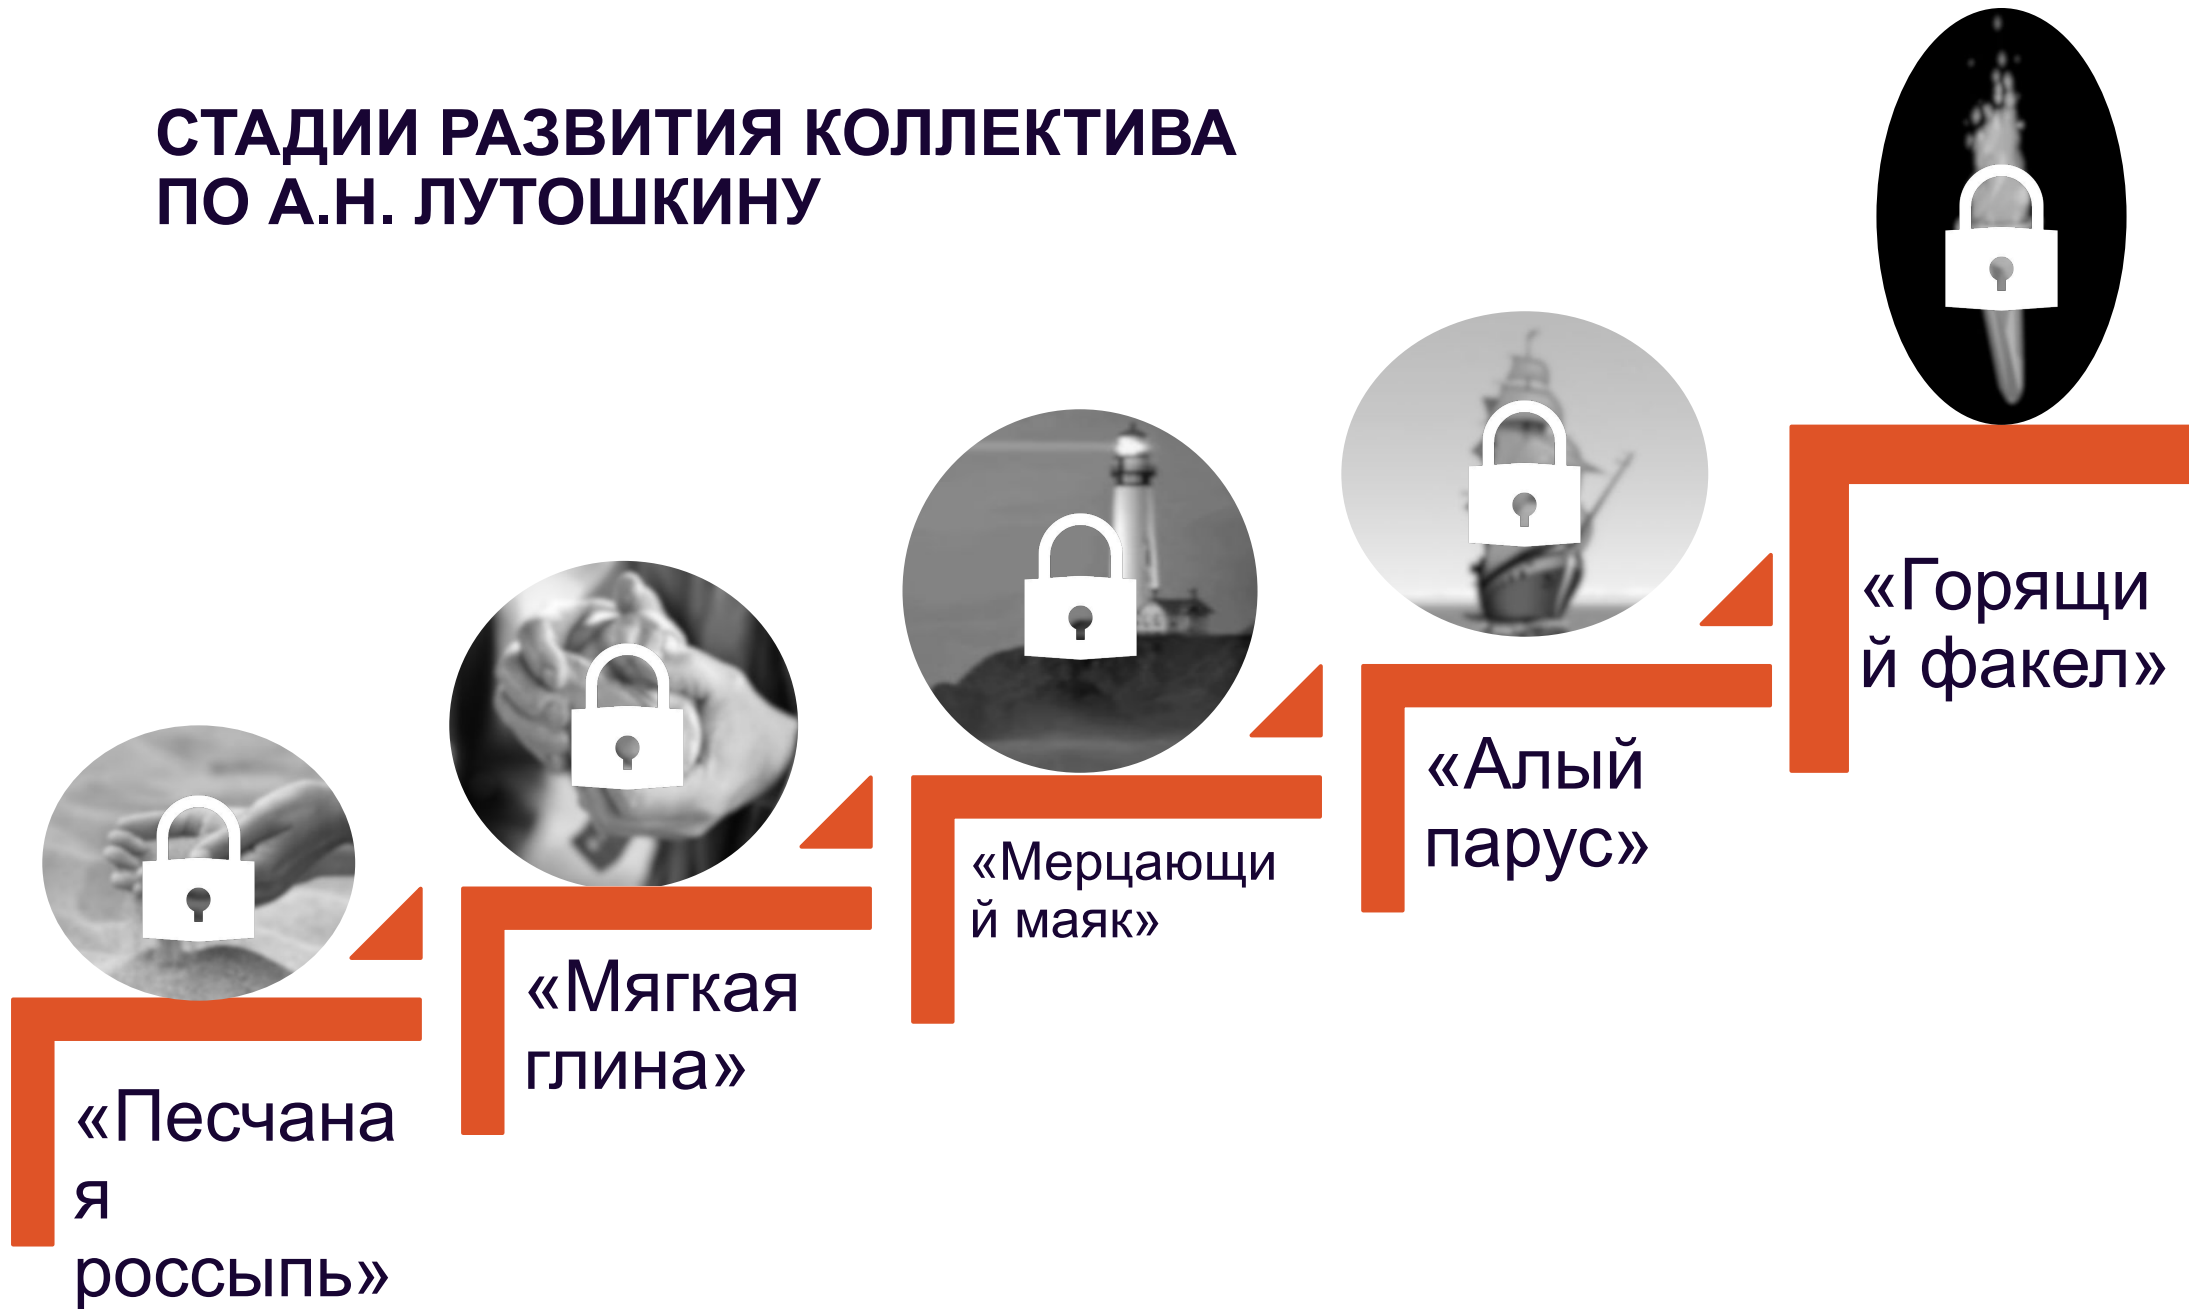 СТАДИИ РАЗВИТИЯ КОЛЛЕКТИВА
ПО А.Н. ЛУТОШКИНУ
«Песчана
я
россыпь»
«Мягкая
глина»
«Мерцающи
й маяк»
«Алый
парус»
«Горящи
й факел»